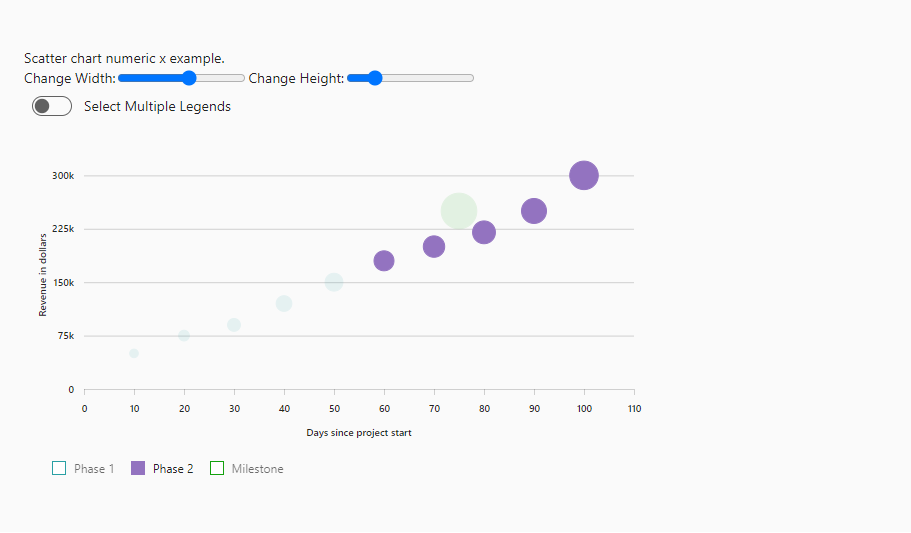 Scatter chart numeric x example.
Change Width: Change Height:
Select Multiple Legends
300k
225k
150k
75k
0
Revenue in dollars
0 10 20 30 40 50 60 70 80 90 100 110
Days since project start
Phase 1 Phase 2 Milestone